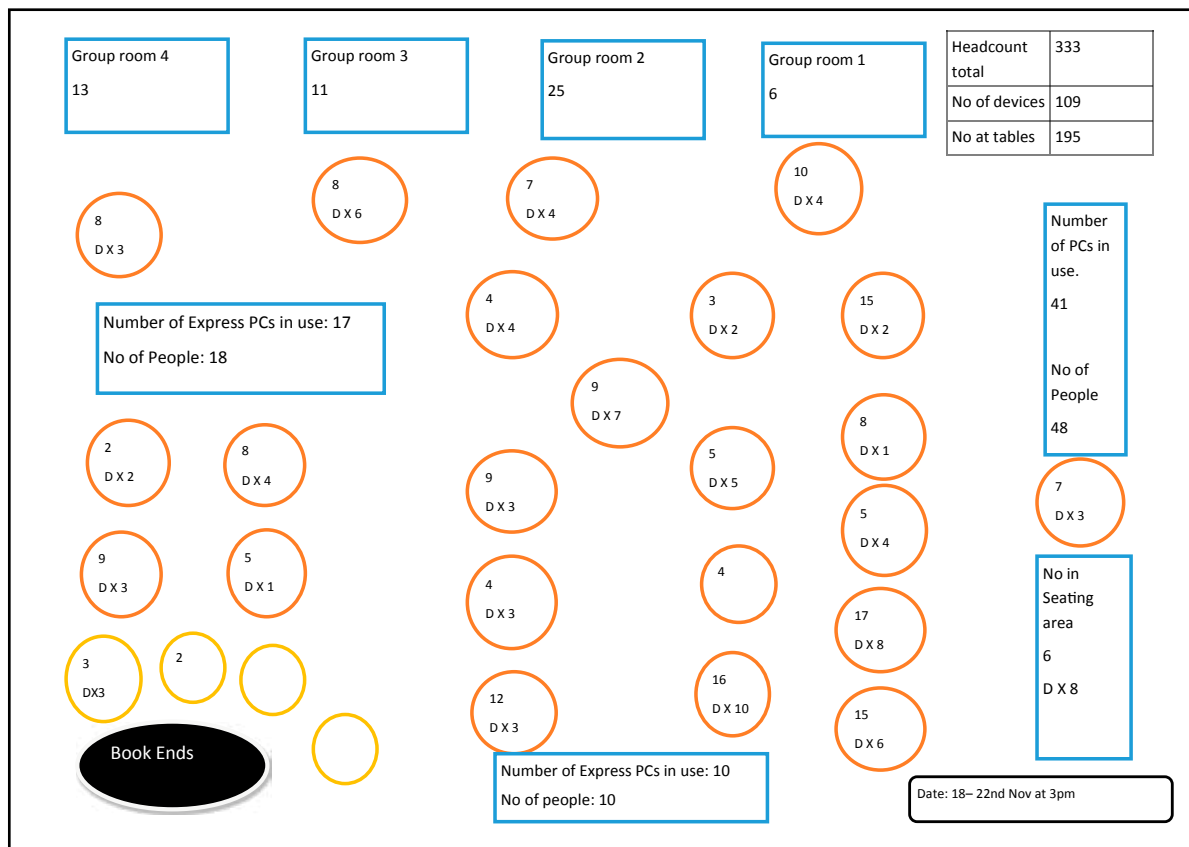 Group room 4
13
Group room 3
11
Group room 2
25
Group room 1
6
Headcount total 333
No of devices 109
No at tables 195
8
D X 3
8
D X 6
7
D X 4
10
D X 4
Number of PCs in use.
41
No of People
48
4
D X 4
3
D X 2
15
D X 2
Number of Express PCs in use: 17
No of People: 18
9
D X 7
2
D X 2
8
D X 4
9
D X 3
5
D X 5
8
D X 1
7
D X 3
5
D X 4
9
D X 3
5
D X 1
4
D X 3
4
17
D X 8
No in Seating area
6
D X 8
3
DX3
2
12
D X 3
16
D X 10
15
D X 6
Book Ends
Number of Express PCs in use: 10
No of people: 10
Date: 18– 22nd Nov at 3pm